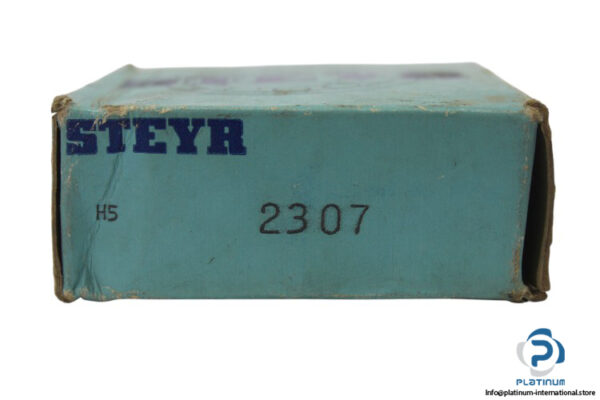 STEYR
H5 2307
PLATINUM
Info@platinum-international.store